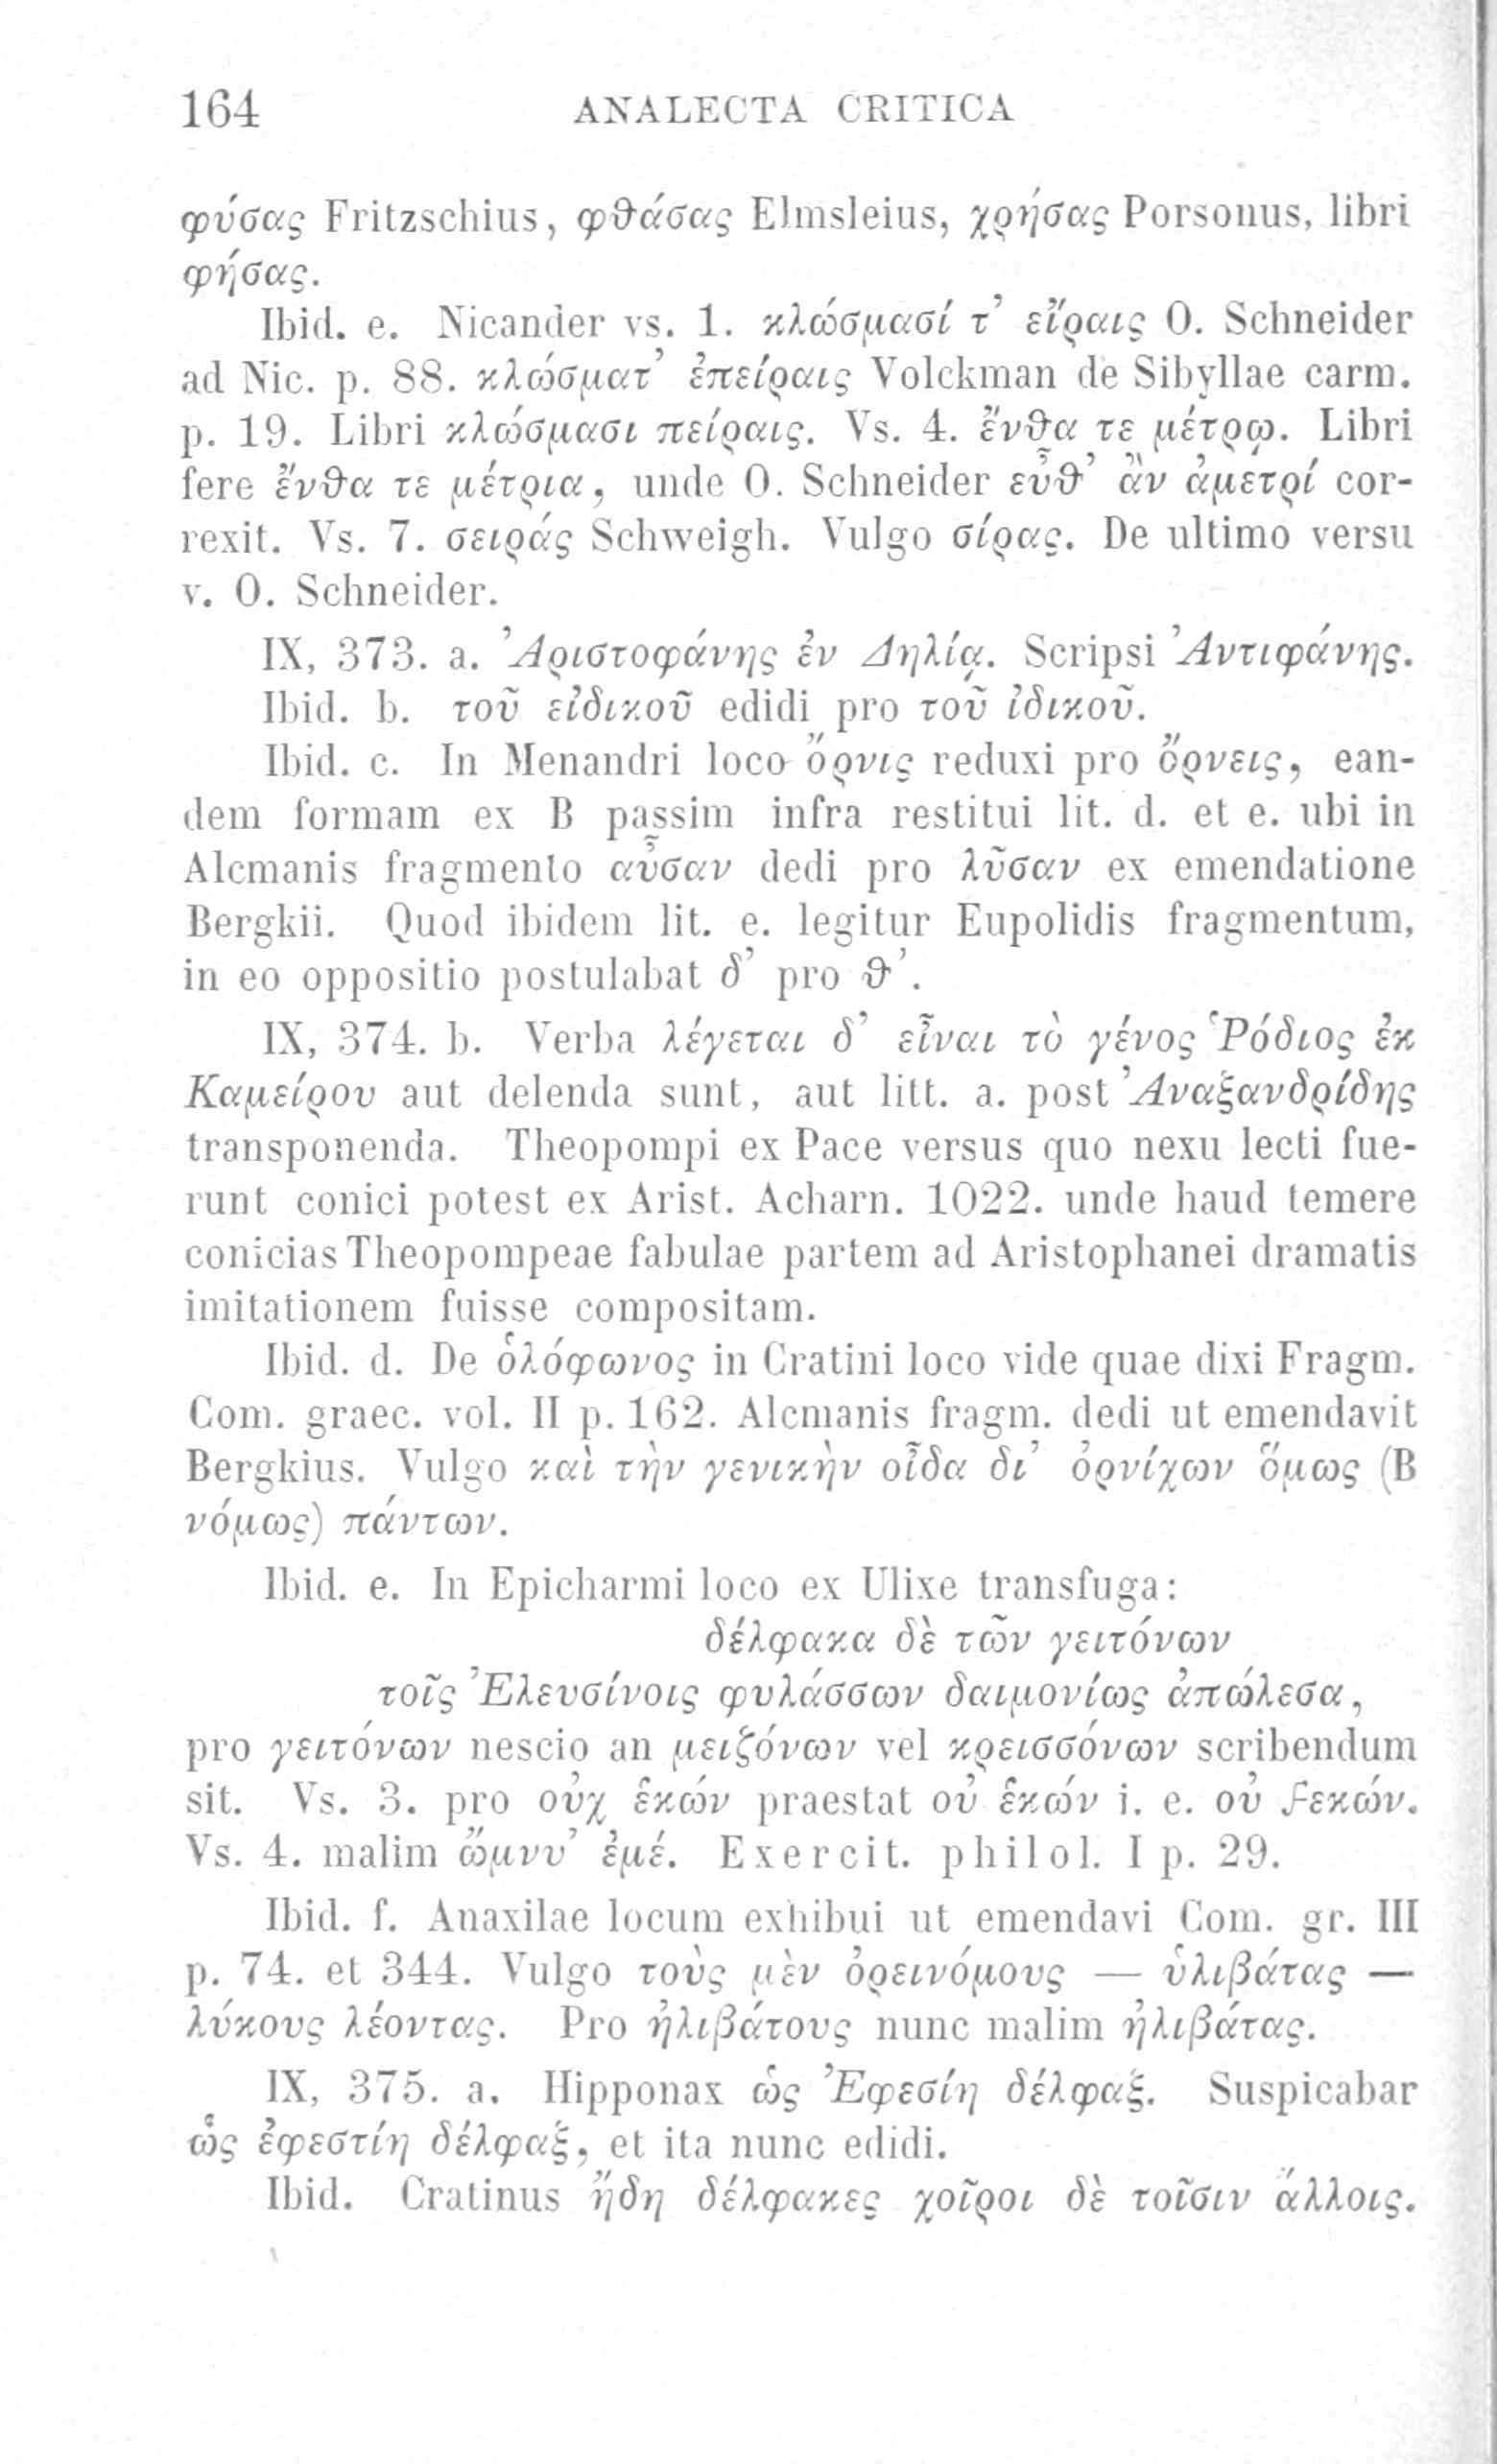 164 ANALECTA CRITICA
φύσας Fritzschius, φθάσας Elmsleius, χρήσας Porsonus, libri
φήσας.
Ibid. e. Nicander vs. 1. κλώσμασί τ᾽ εἴραις O. Schneider
ad Nic. p. 88. κλώσματ᾽ ἐπείραις Volckman de Sibyllae carm.
p. 19. Libri κλώσμασι πείραις. Vs. 4. ἔνθα τε μέτρῳ. Libri
fere ἔνθα τε μέτρια, unde O. Schneider εὖθ᾽ ἂν ἀμετρί cor-
rexit. Vs. 7. σειράς Schweigh. Vulgo σίρας. De ultimo versu
v. O. Schneider.
IX, 373. a. Ἀριστοφάνης ἐν Δηλίᾳ. Scripsi Ἀντιφάνης.
Ibid. b. τοῦ εἰδικοῦ edidi pro τοῦ ἰδικοῦ.
Ibid. c. In Menandri loco ὄρνις reduxi pro ὄρνεις, ean-
dem formam ex B passim infra restitui lit. d. et e. ubi in
Alcmanis fragmento αὖσαν dedi pro λῦσαν ex emendatione
Bergkii. Quod ibidem lit. e. legitur Eupolidis fragmentum,
in eo oppositio postulabat δ᾽ pro θ᾽.
IX, 374. b. Verba λέγεται δ᾽ εἶναι τὸ γένος Ῥόδιος ἐκ
Καμείρου aut delenda sunt, aut litt. a. post Ἀναξανδρίδης
transponenda. Theopompi ex Pace versus quo nexu lecti fue-
runt conici potest ex Arist. Acharn. 1022. unde haud temere
conicias Theopompeae fabulae partem ad Aristophanei dramatis
imitationem fuisse compositam.
Ibid. d. De ὁλόφωνος in Cratini loco vide quae dixi Fragm.
Com. graec. vol. II p. 162. Alcmanis fragm. dedi ut emendavit
Bergkius. Vulgo καὶ τὴν γενικὴν οἶδα δι᾽ ὀρνίχων ὅμως (B
νόμως) πάντων.
Ibid. e. In Epicharmi loco ex Ulixe transfuga:
δέλφακα δὲ τῶν γειτόνων
τοῖς Ἐλευσίνοις φυλάσσων δαιμονίως ἀπώλεσα,
pro γειτόνων nescio an μειζόνων vel κρεισσόνων scribendum
sit. Vs. 3. pro οὐχ ἑκών praestat οὐ ἑκών i. e. οὐ ϝεκών.
Vs. 4. malim ὤμνυ᾽ ἐμέ. Exercit. philol. I p. 29.
Ibid. f. Anaxilae locum exhibui ut emendavi Com. gr. III
p. 74. et 344. Vulgo τοὺς μὲν ὀρεινόμους — ὑλιβάτας —
λύκους λέοντας. Pro ἠλιβάτους nunc malim ἠλιβάτας.
IX, 375. a. Hipponax ὡς Ἐφεσίη δέλφαξ. Suspicabar
ὡς ἐφεστίη δέλφαξ, et ita nunc edidi.
Ibid. Cratinus ἤδη δέλφακες χοῖροι δὲ τοῖσιν ἄλλοις.